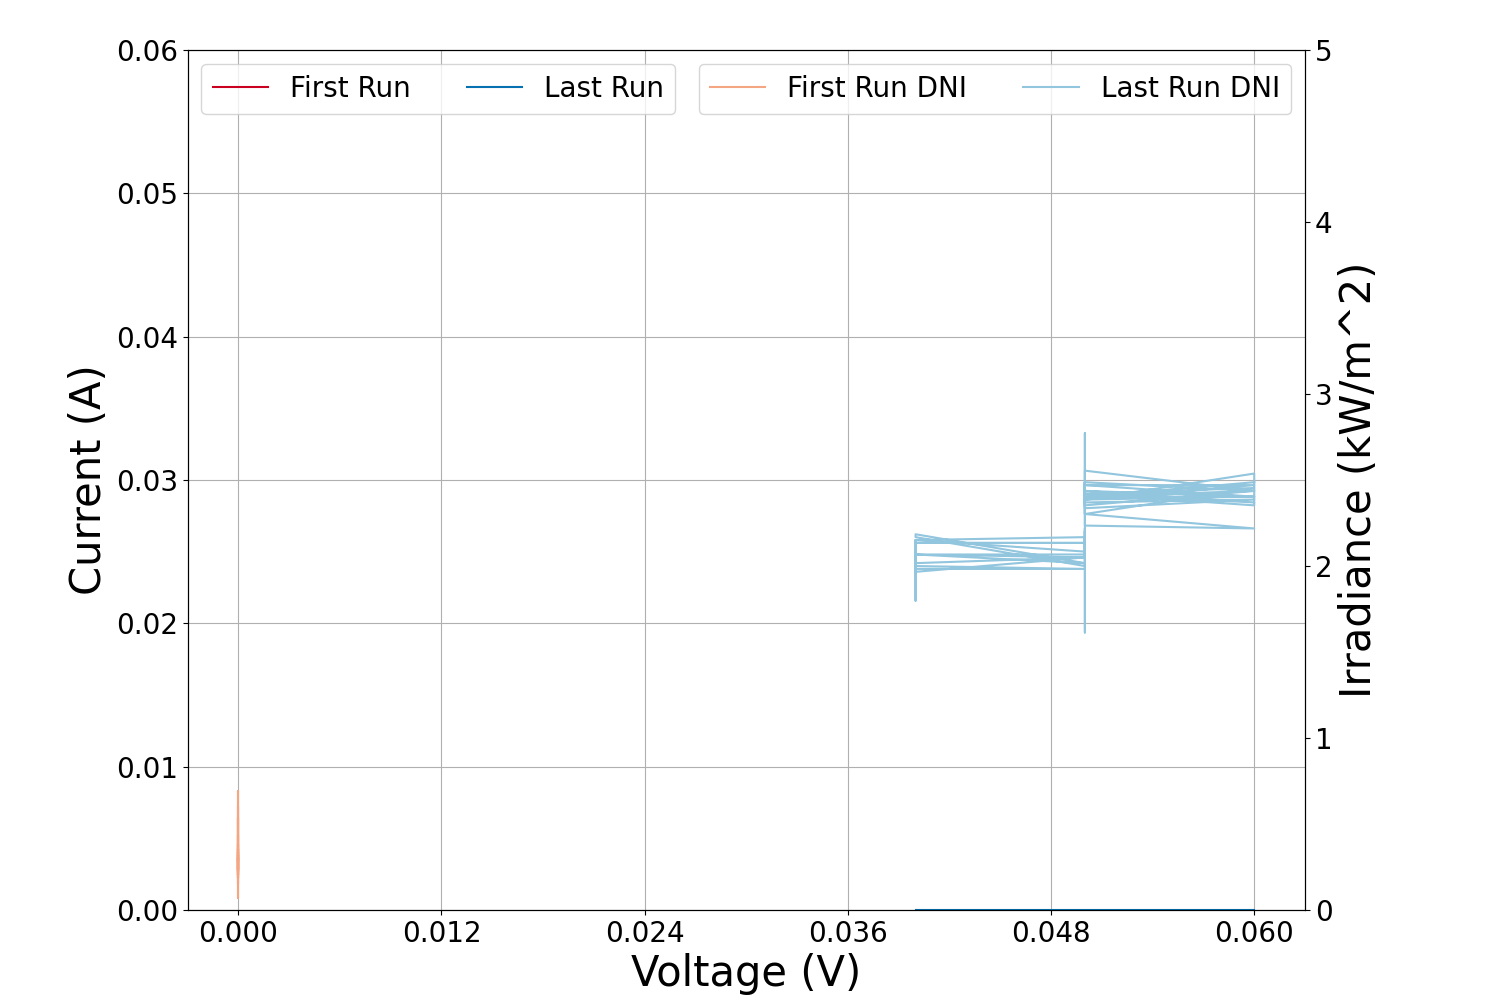 First Run
Last Run
First Run DNI
Last Run DNI
0.06
0.05
0.04
0.03
0.02
0.01
0.00
Current (A)
5
4
3
2
1
0
Irradiance (kW/m^2)
0.000 0.012 0.024 0.036 0.048 0.060
Voltage (V)